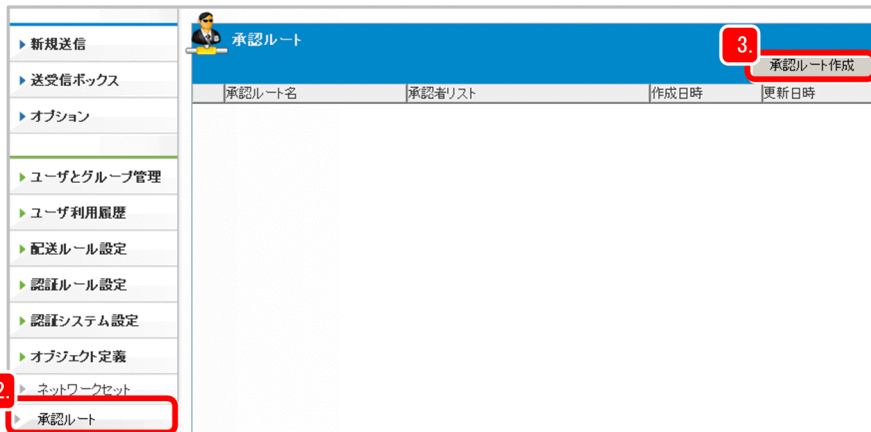 新規送信
送受信ボックス
オプション
ユーザとグループ管理
ユーザ利用履歴
配送ルール設定
認証ルール設定
認証システム設定
オブジェクト定義
ネットワークセット
2.
承認ルート
承認ルート
3.
承認ルート作成
承認ルート名 承認者リスト 作成日時 更新日時